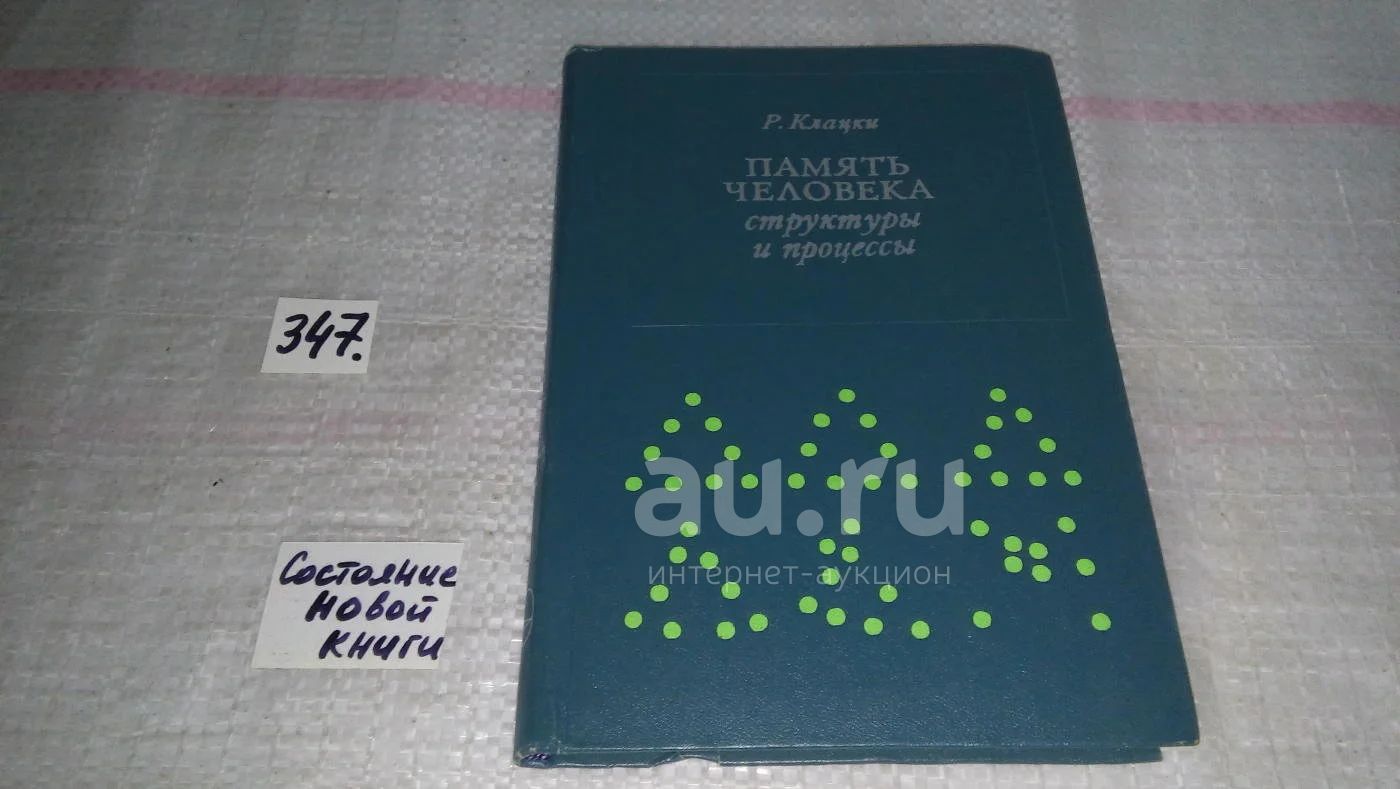 Р. Клацки
ПАМЯТЬ
ЧЕЛОВЕКА
структуры
и процессы
347.
Состояние
новой
книги
au.ru
интернет-аукцион